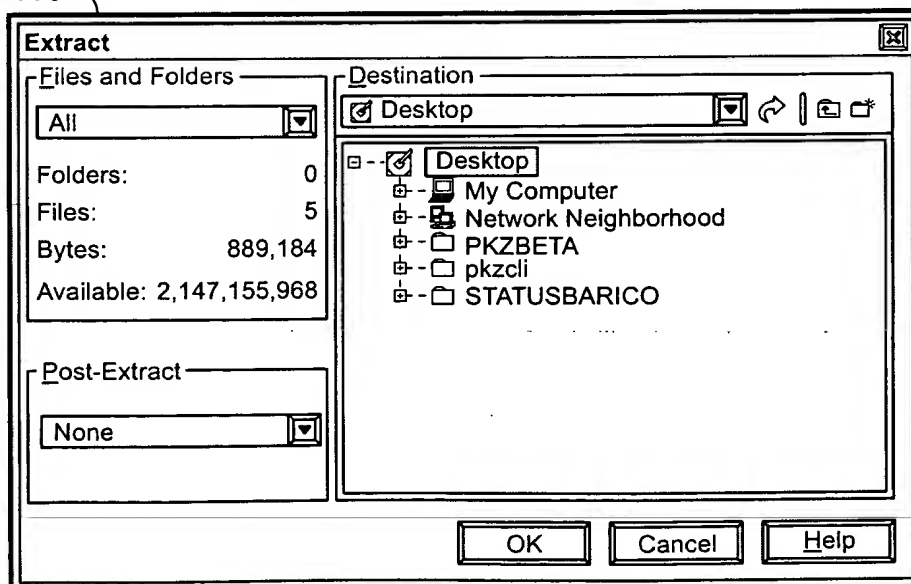 Extract
Files and Folders
All
Folders: 0
Files: 5
Bytes: 889,184
Available: 2,147,155,968
Post-Extract
None
Destination
Desktop
Desktop
My Computer
Network Neighborhood
PKZBETA
pkzcli
STATUSBARICO
OK
Cancel
Help